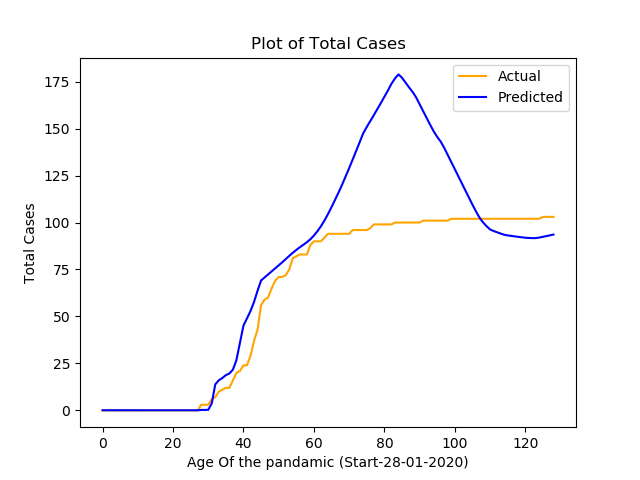 Plot of Total Cases
Actual
Predicted
175
150
125
100
75
50
25
0
Total Cases
0 20 40 60 80 100 120
Age Of the pandamic (Start-28-01-2020)